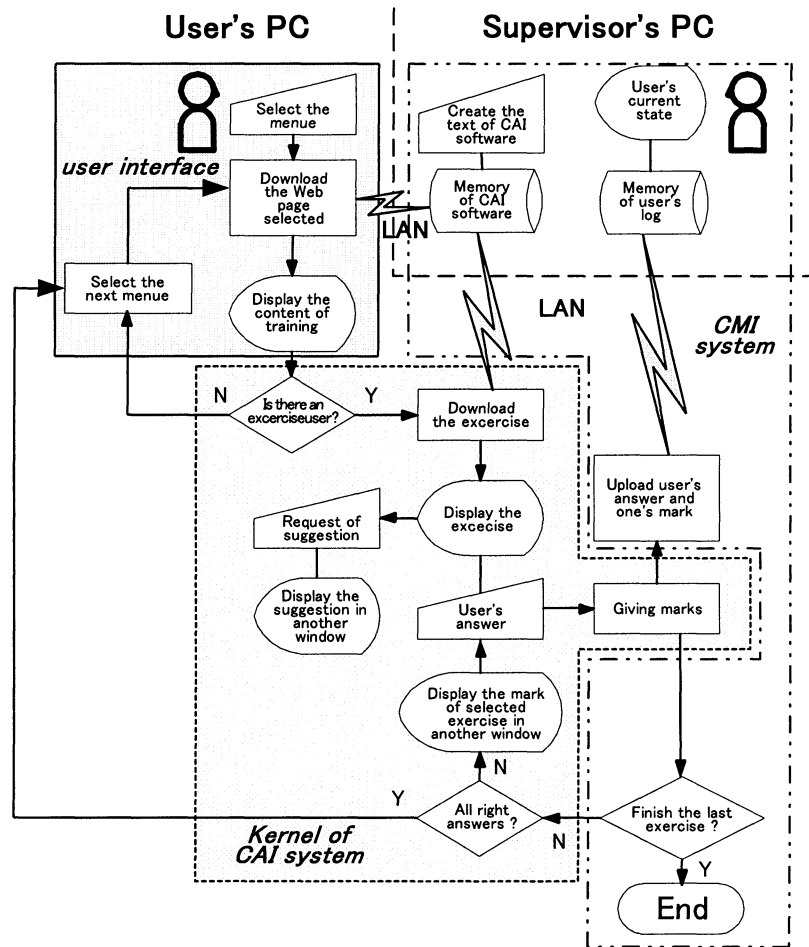 User's PC
Supervisor's PC
Select the
menue
user interface
Download
the Web
page
selected
Create the
text of CAI
software
User's
current
state
Memory
of CAI
software
Memory
of user's
log
LAN
Select the
next menue
Display the
content of
training
LAN
CMI
system
N
Is there an
excerciseuser?
Y
Download
the excercise
Upload user's
answer and
one's mark
Request of
suggestion
Display the
excecise
Display the
suggestion in
another
window
User's
answer
Giving marks
Display the mark
of selected
exercise in
another window
N
Y
All right
answers ?
N
Finish the last
exercise ?
Kernel of
CAI system
Y
End